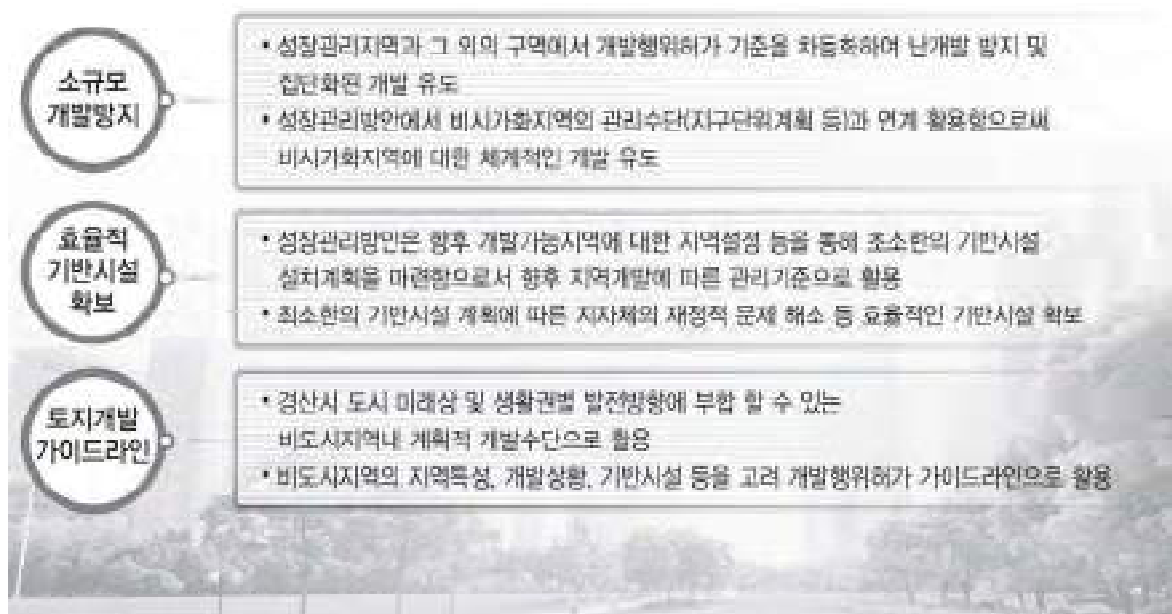 소규모
개발방지
• 성장관리지역과 그 외의 구역에서 개발행위허가 기준을 차등화하여 난개발 방지 및
집단화된 개발 유도
• 성장관리방안에서 비시가화지역의 관리수단(지구단위계획 등)과 연계 활용함으로써
비시가화지역에 대한 체계적인 개발 유도
효율적
기반시설
확보
• 성장관리방안은 향후 개발가능지역에 대한 지역설정 등을 통해 최소한의 기반시설
설치계획을 마련함으로서 향후 지역개발에 따른 관리기준으로 활용
• 최소한의 기반시설 계획에 따른 지자체의 재정적 문제 해소 등 효율적인 기반시설 확보
토지개발
가이드라인
• 경산시 도시 미래상 및 생활권별 발전방향에 부합 할 수 있는
비도시지역내 계획적 개발수단으로 활용
• 비도시지역의 지역특성, 개발상황, 기반시설 등을 고려 개발행위허가 가이드라인으로 활용